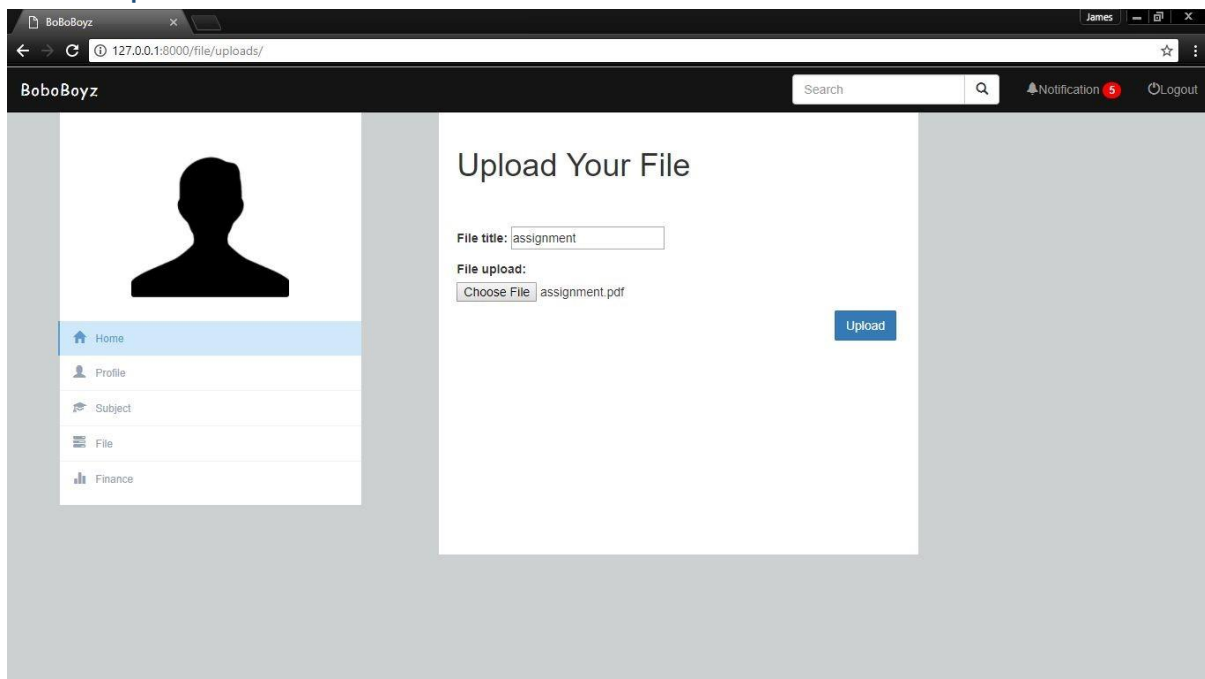 BoBoBoyz
James
127.0.0.1:8000/file/uploads/
BoboBoyz
Search
Notification 5
Logout
Upload Your File
File title: assignment
File upload:
Choose File assignment.pdf
Upload
Home
Profile
Subject
File
Finance